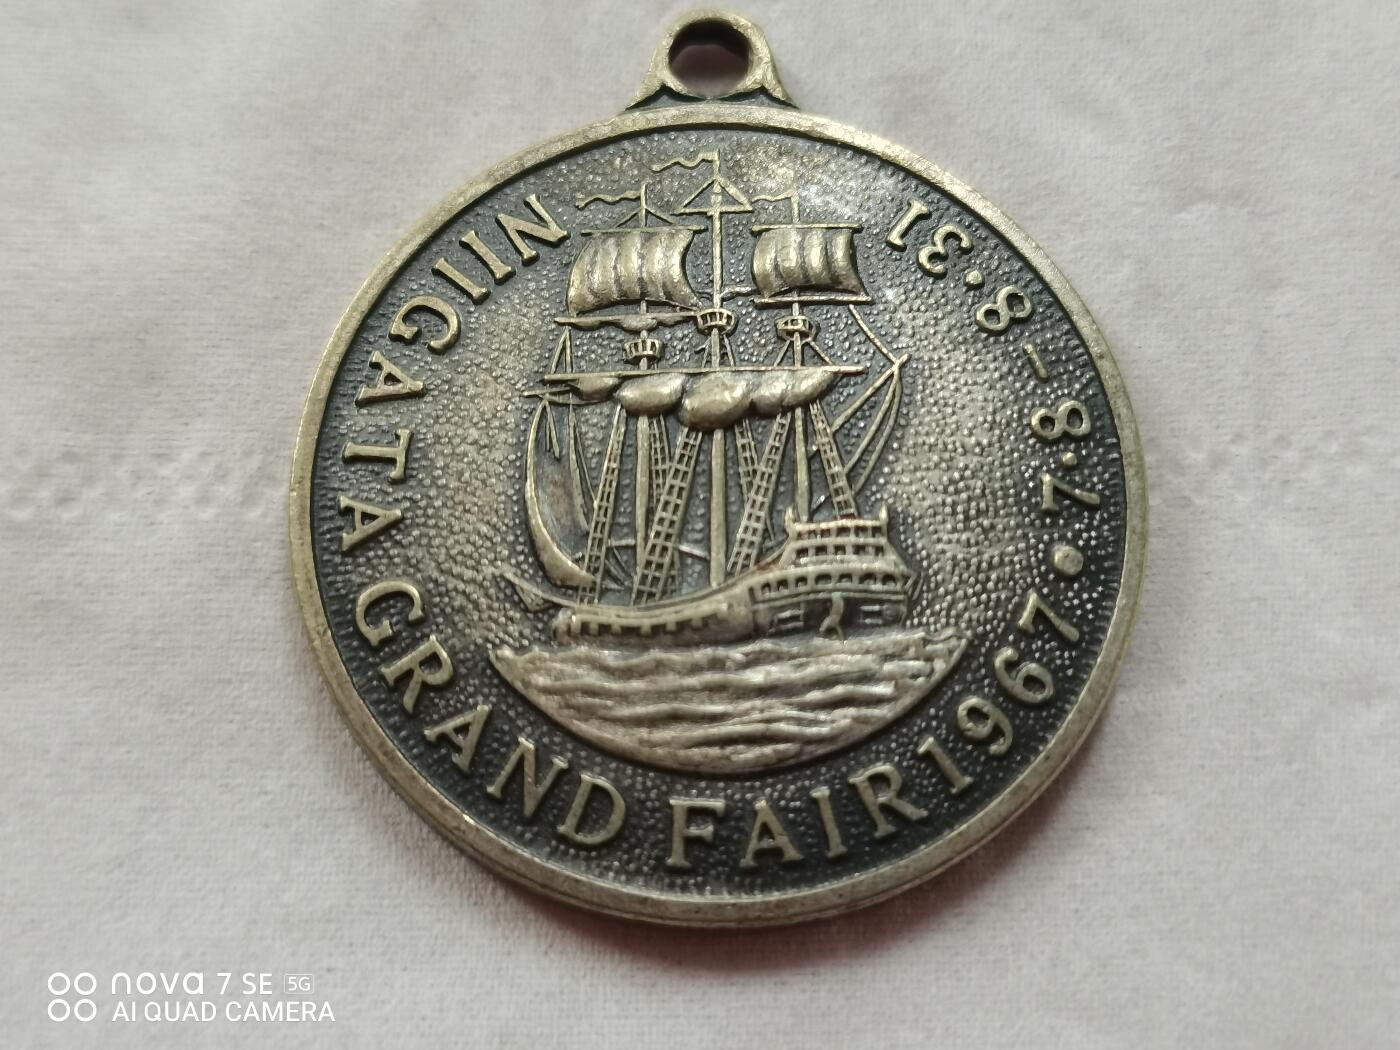 NIIGATA GRAND FAIR 1967.7.8-8.31
nova 7 SE 5G
AI QUAD CAMERA